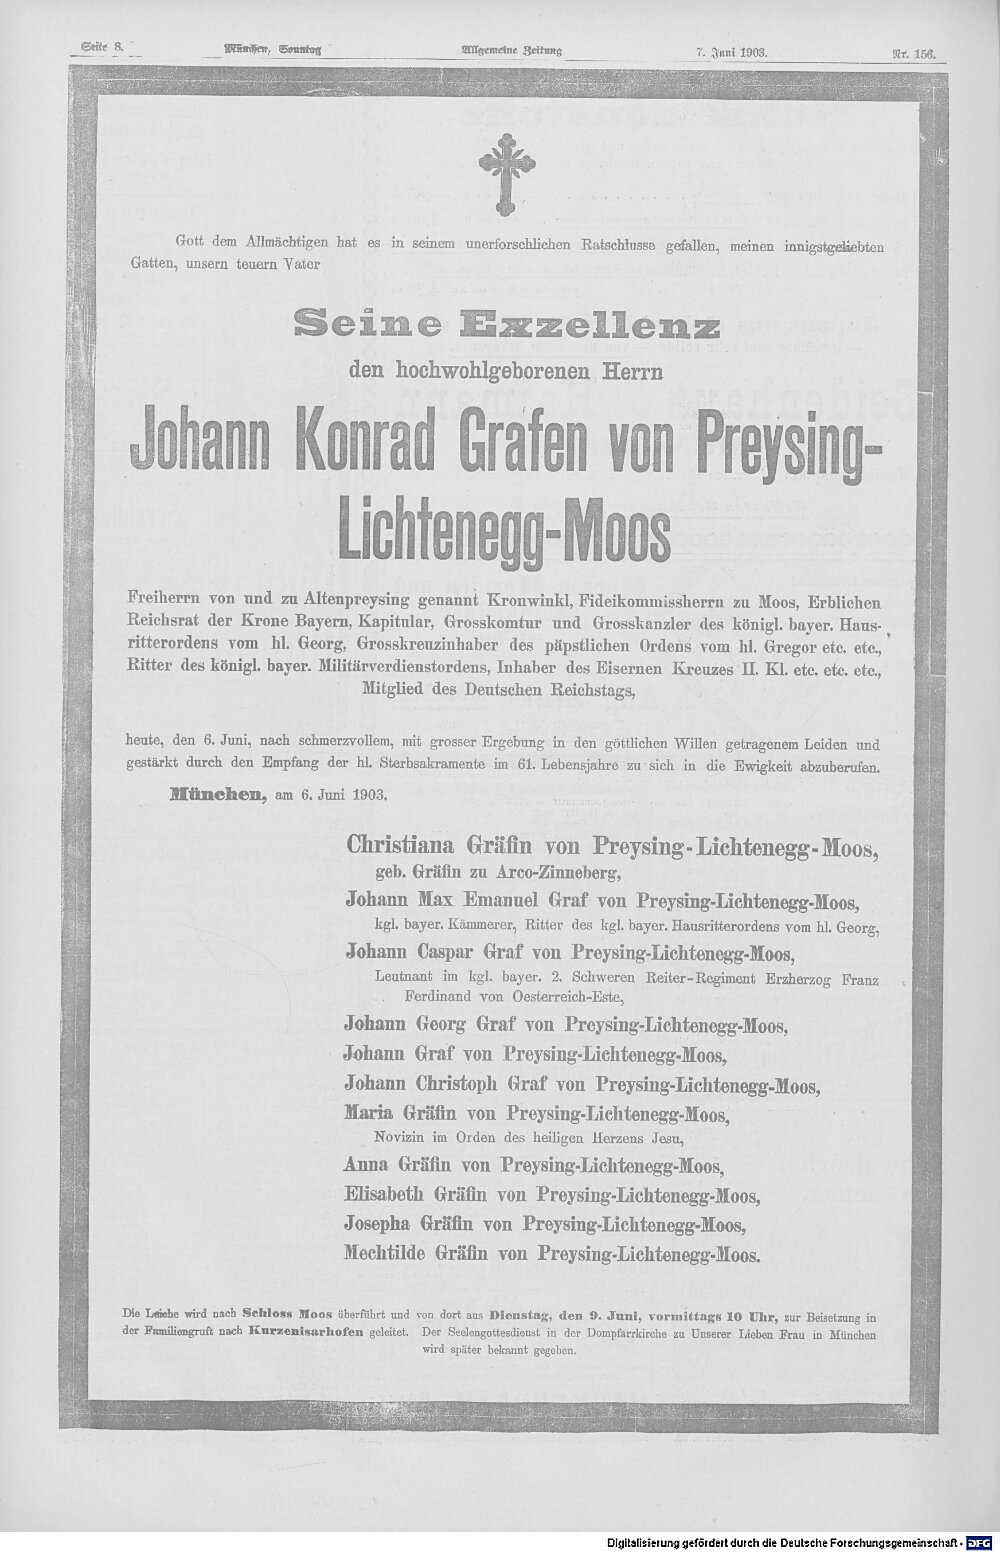 Seite 8.
München, Sonntag
Allgemeine Zeitung
7. Juni 1903.
Nr. 156.
Gott dem Allmächtigen hat es in seinem unerforschlichen Ratschlusse gefallen, meinen innigstgeliebten
Gatten, unsern teuern Vater
Seine Exzellenz
den hochwohlgeborenen Herrn
Johann Konrad Grafen von Preysing-
Lichtenegg-Moos
Freiherrn von und zu Altenpreysing genannt Kronwinkl, Fideikommissherrn zu Moos, Erblichen
Reichsrat der Krone Bayern, Kapitular, Grosskomtur und Grosskanzler des königl. bayer. Haus-
ritterordens vom hl. Georg, Grosskreuzinhaber des päpstlichen Ordens vom hl. Gregor etc. etc.,
Ritter des königl. bayer. Militärverdienstordens, Inhaber des Eisernen Kreuzes II. Kl. etc. etc. etc.,
Mitglied des Deutschen Reichstags,
heute, den 6. Juni, nach schmerzvollem, mit grosser Ergebung in den göttlichen Willen getragenem Leiden und
gestärkt durch den Empfang der hl. Sterbsakramente im 61. Lebensjahre zu sich in die Ewigkeit abzuberufen.
München, am 6. Juni 1903.
Christiana Gräfin von Preysing-Lichtenegg-Moos,
geb. Gräfin zu Arco-Zinneberg,
Johann Max Emanuel Graf von Preysing-Lichtenegg-Moos,
kgl. bayer. Kämmerer, Ritter des kgl. bayer. Hausritterordens vom hl. Georg,
Johann Caspar Graf von Preysing-Lichtenegg-Moos,
Leutnant im kgl. bayer. 2. Schweren Reiter-Regiment Erzherzog Franz
Ferdinand von Oesterreich-Este,
Johann Georg Graf von Preysing-Lichtenegg-Moos,
Johann Graf von Preysing-Lichtenegg-Moos,
Johann Christoph Graf von Preysing-Lichtenegg-Moos,
Maria Gräfin von Preysing-Lichtenegg-Moos,
Novizin im Orden des heiligen Herzens Jesu,
Anna Gräfin von Preysing-Lichtenegg-Moos,
Elisabeth Gräfin von Preysing-Lichtenegg-Moos,
Josepha Gräfin von Preysing-Lichtenegg-Moos,
Mechtilde Gräfin von Preysing-Lichtenegg-Moos.
Die Leiche wird nach Schloss Moos überführt und von dort aus Dienstag, den 9. Juni, vormittags 10 Uhr, zur Beisetzung in
der Familiengruft nach Kurzenisarhofen geleitet. Der Seelengottesdienst in der Dompfarrkirche zu Unserer Lieben Frau in München
wird später bekannt gegeben.
Digitalisierung gefördert durch die Deutsche Forschungsgemeinschaft - DFG